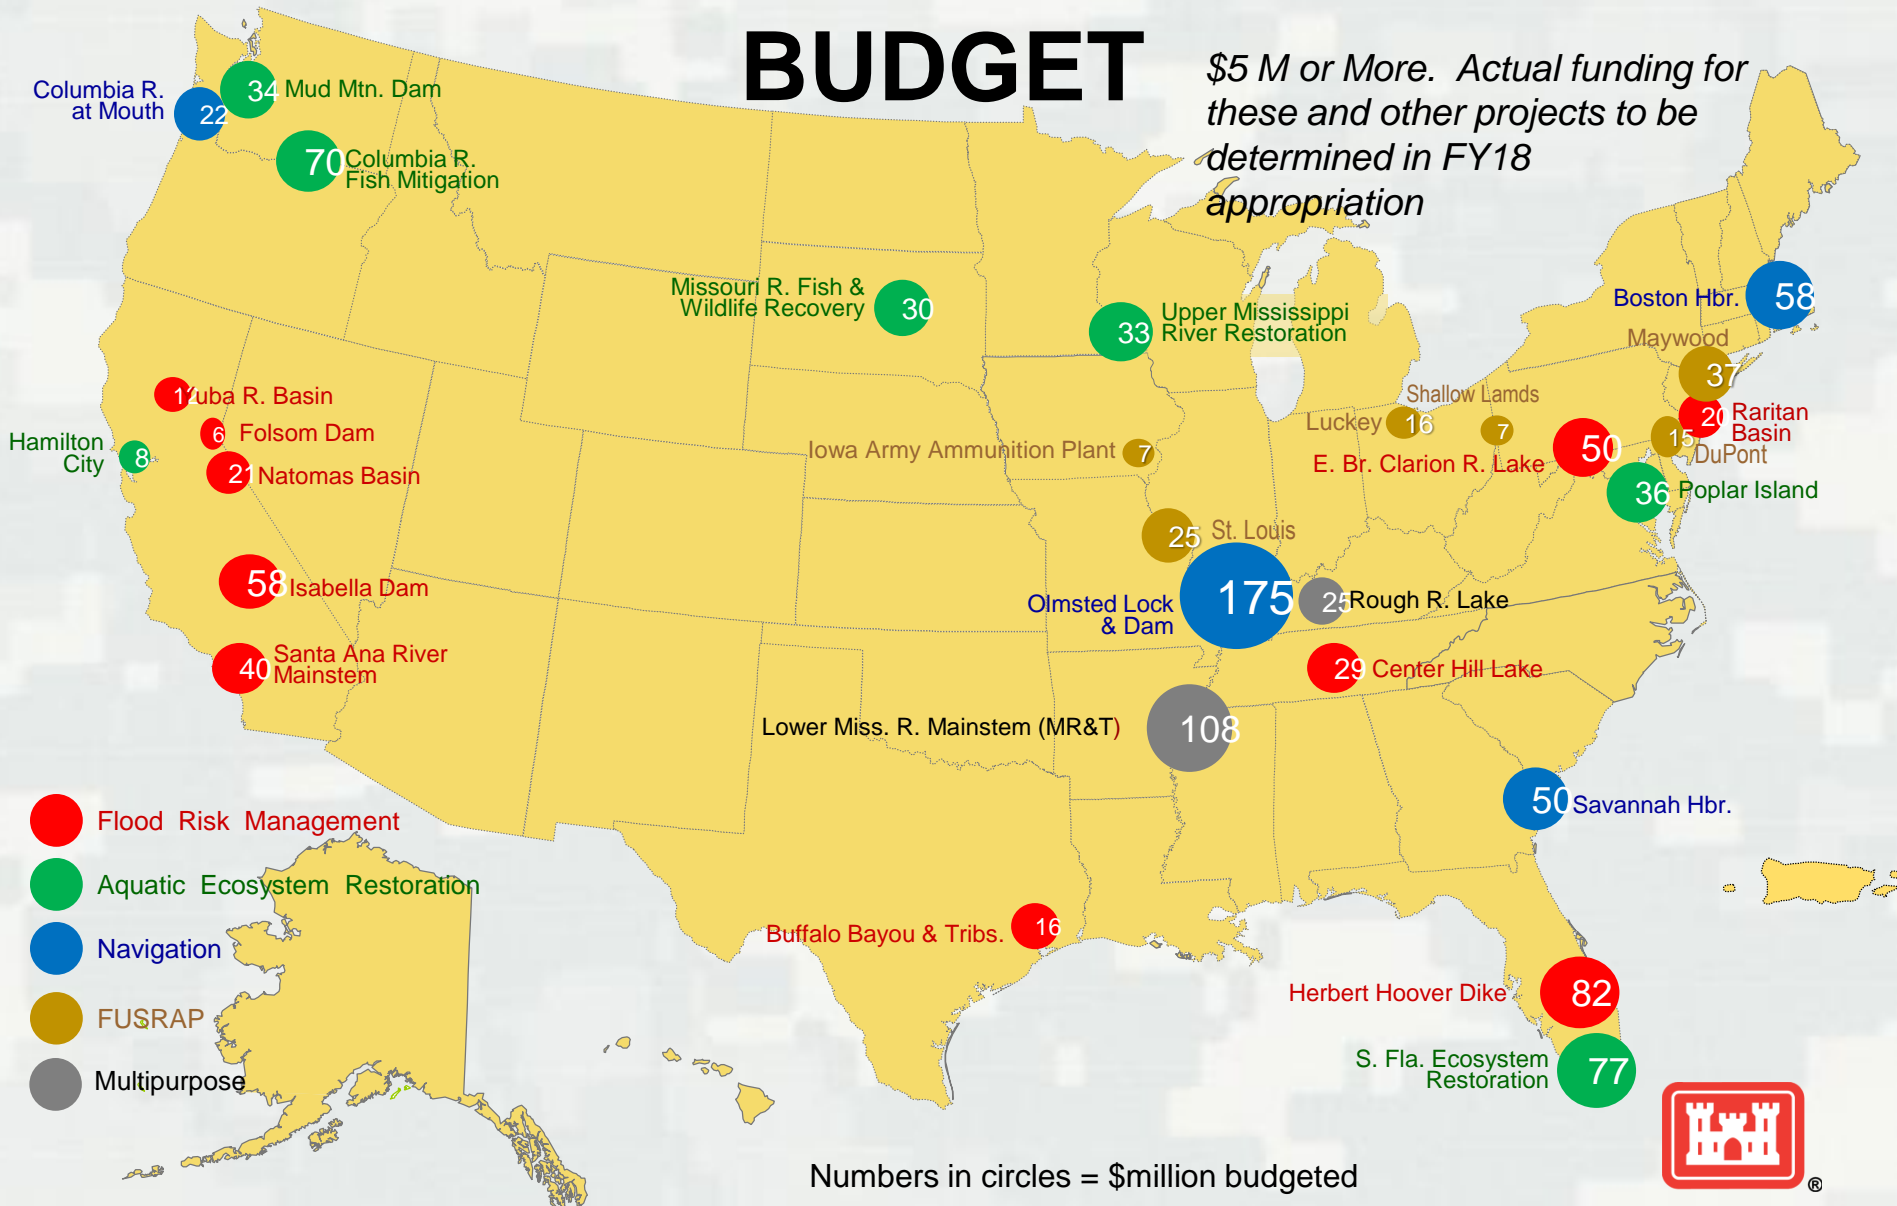 BUDGET
$5 M or More. Actual funding for
these and other projects to be
determined in FY18
appropriation
Columbia R.
at Mouth
22
34
Mud Mtn. Dam
70
Columbia R.
Fish Mitigation
Missouri R. Fish &
Wildlife Recovery
30
33
Upper Mississippi
River Restoration
Boston Hbr.
58
Maywood
37
12
Yuba R. Basin
6
Folsom Dam
Hamilton
City
8
21
Natomas Basin
Iowa Army Ammunition Plant
7
Luckey
16
Shallow Lamds
7
E. Br. Clarion R. Lake
50
20
Raritan
Basin
15
DuPont
36
Poplar Island
25
St. Louis
58
Isabella Dam
Olmsted Lock
& Dam
175
25
Rough R. Lake
40
Santa Ana River
Mainstem
29
Center Hill Lake
Lower Miss. R. Mainstem (MR&T)
108
50
Savannah Hbr.
Buffalo Bayou & Tribs.
16
Herbert Hoover Dike
82
S. Fla. Ecosystem
Restoration
77
Flood Risk Management
Aquatic Ecosystem Restoration
Navigation
FUSRAP
Multipurpose
Numbers in circles = $million budgeted
®